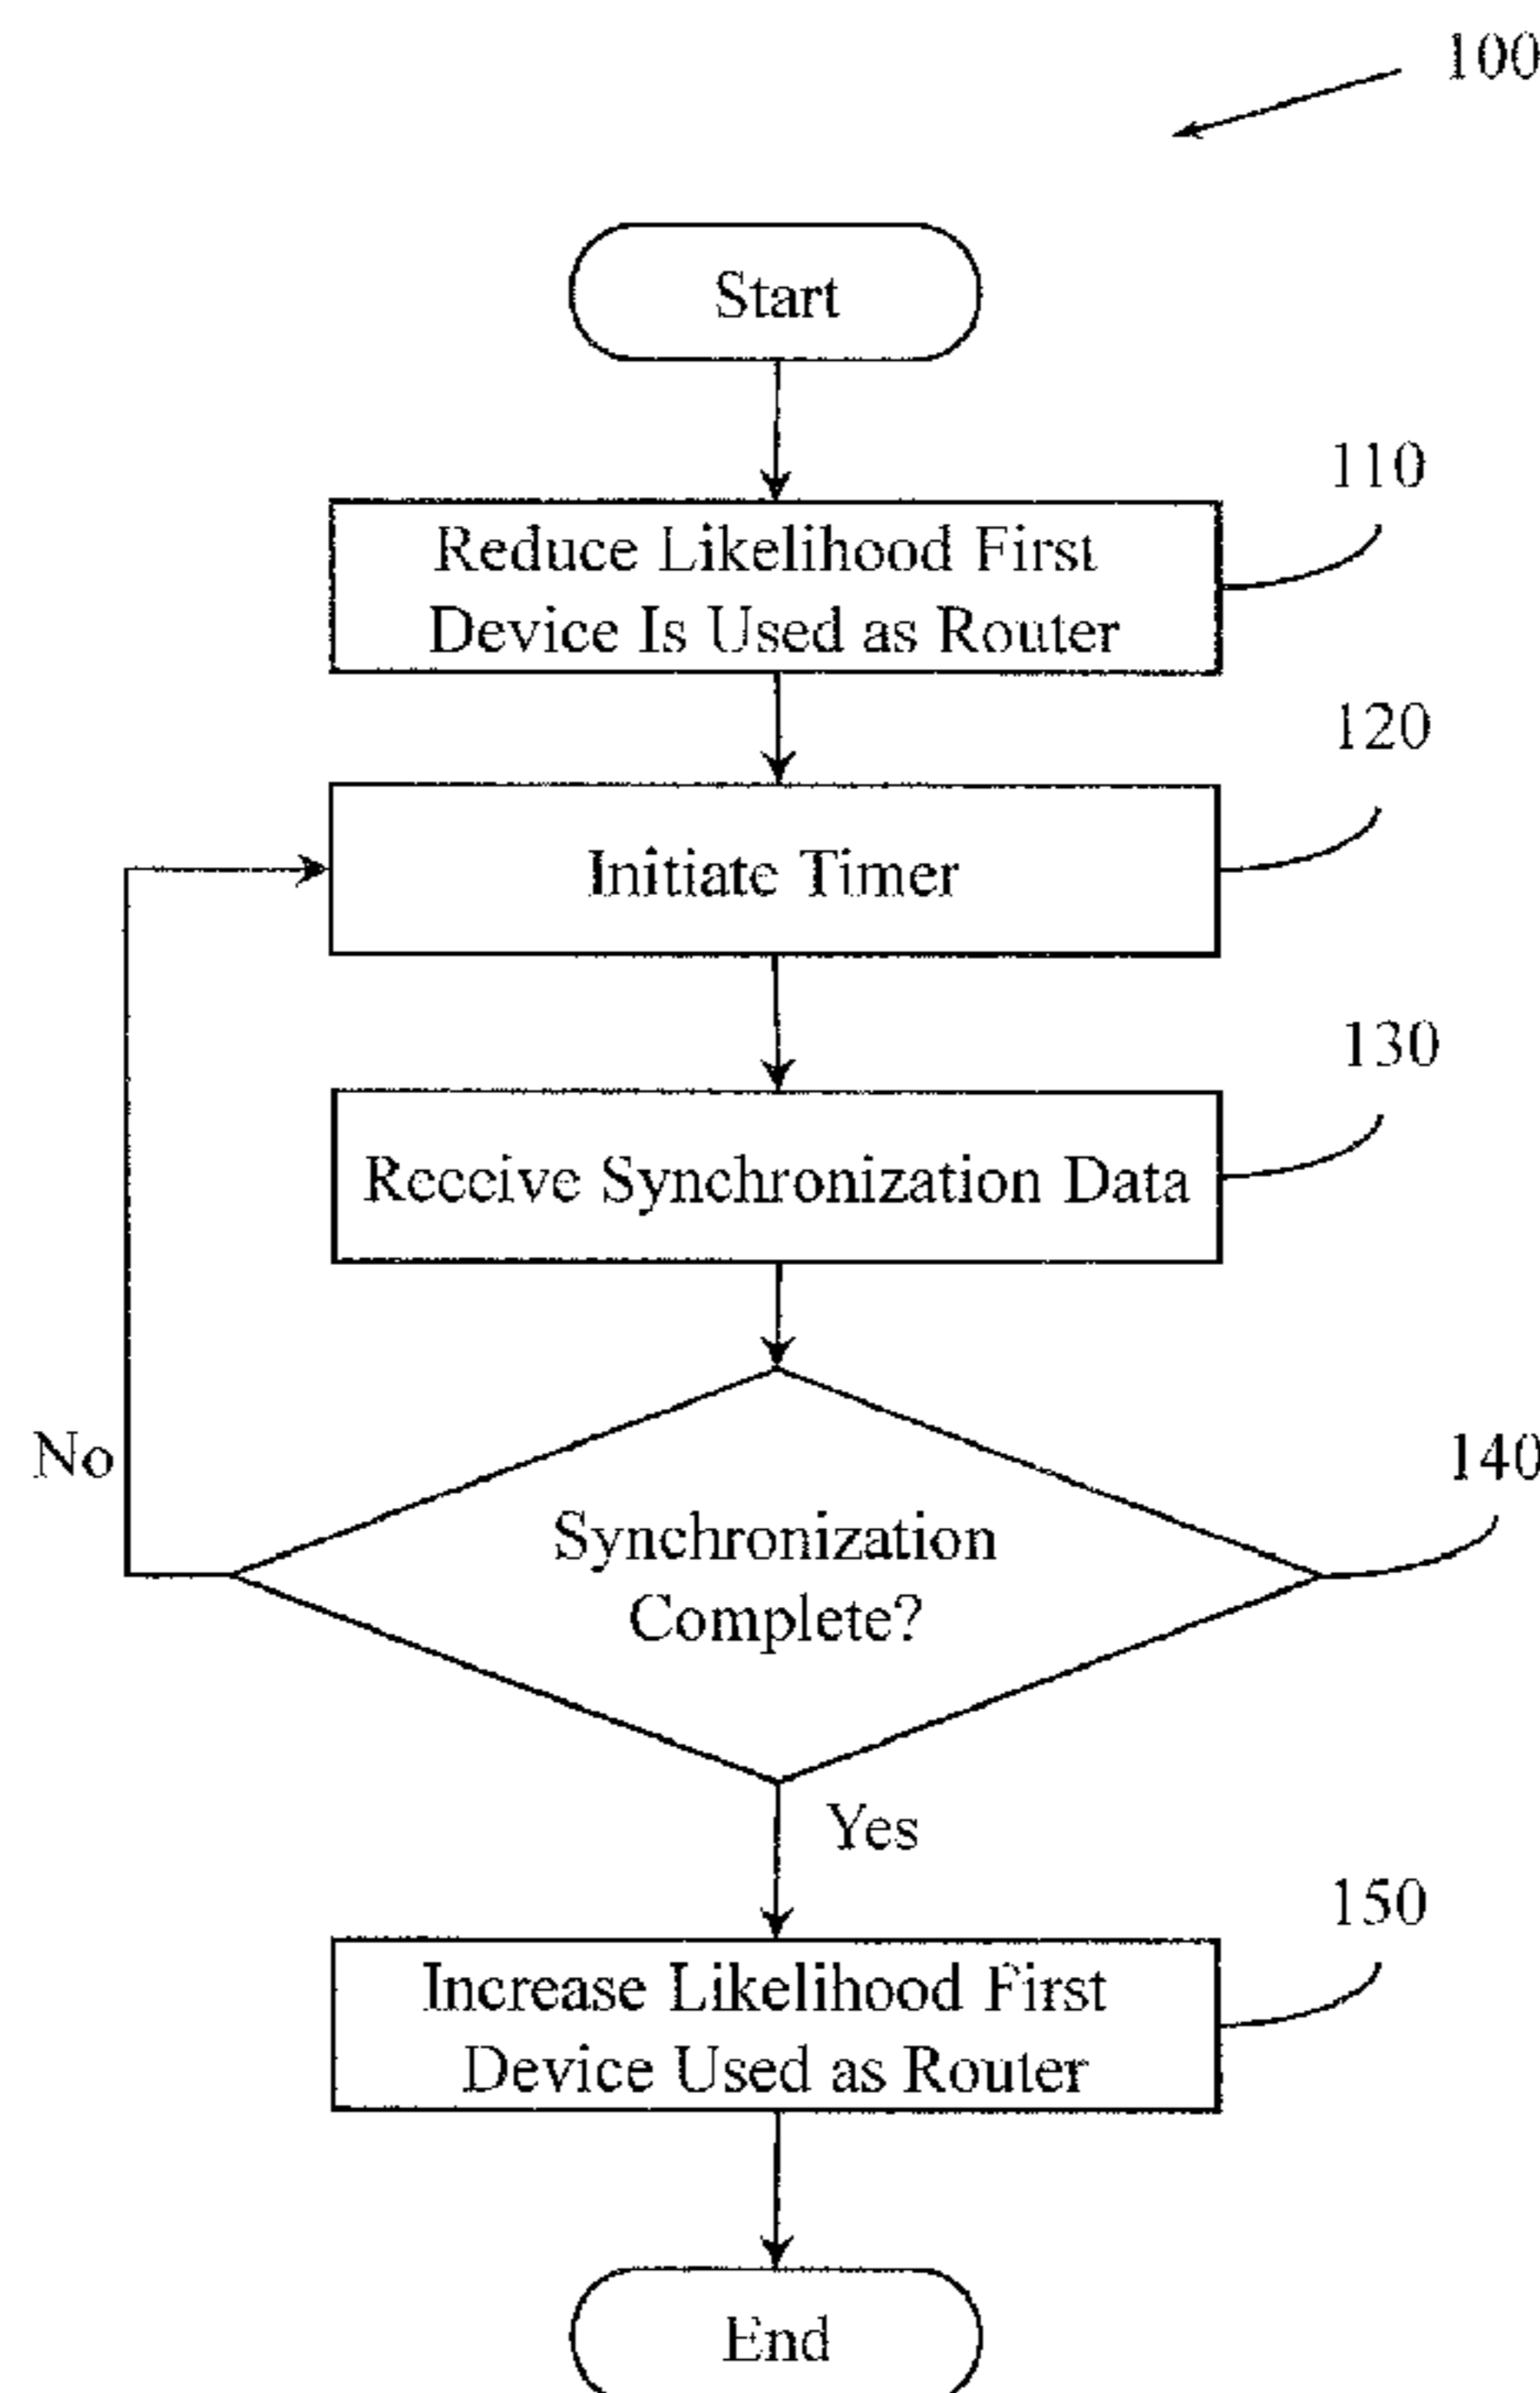 100
Start
110
Reduce Likelihood First
Device Is Used as Router
120
Initiate Timer
130
Receive Synchronization Data
No
140
Synchronization
Complete?
Yes
150
Increase Likelihood First
Device Used as Router
End